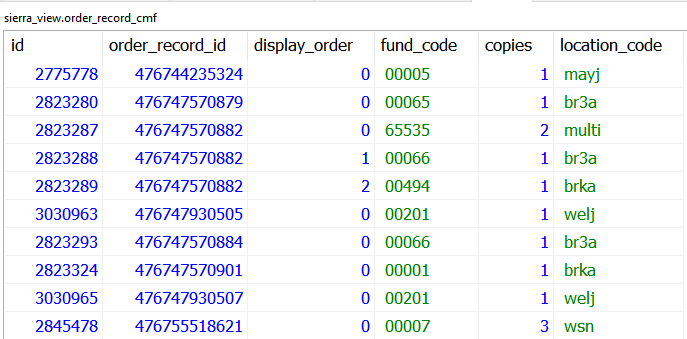 sierra_view.order_record_cmf
id order_record_id display_order fund_code copies location_code
2775778 476744235324 0 00005 1 mayj
2823280 476747570879 0 00065 1 br3a
2823287 476747570882 0 65535 2 multi
2823288 476747570882 1 00066 1 br3a
2823289 476747570882 2 00494 1 brka
3030963 476747930505 0 00201 1 welj
2823293 476747570884 0 00066 1 br3a
2823324 476747570901 0 00001 1 brka
3030965 476747930507 0 00201 1 welj
2845478 476755518621 0 00007 3 wsn